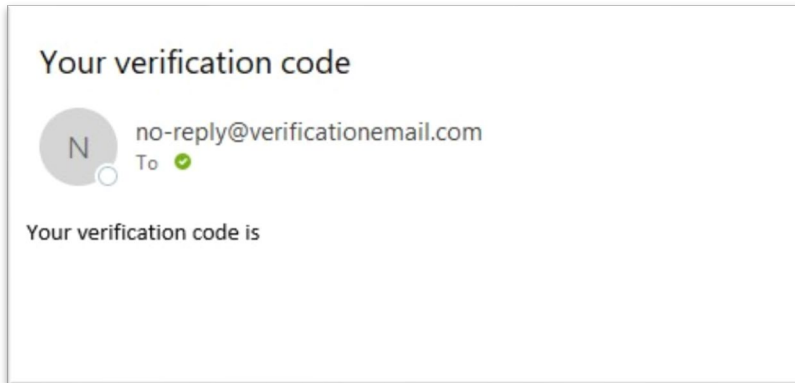 Your verification code
N
no-reply@verificationemail.com
To
Your verification code is